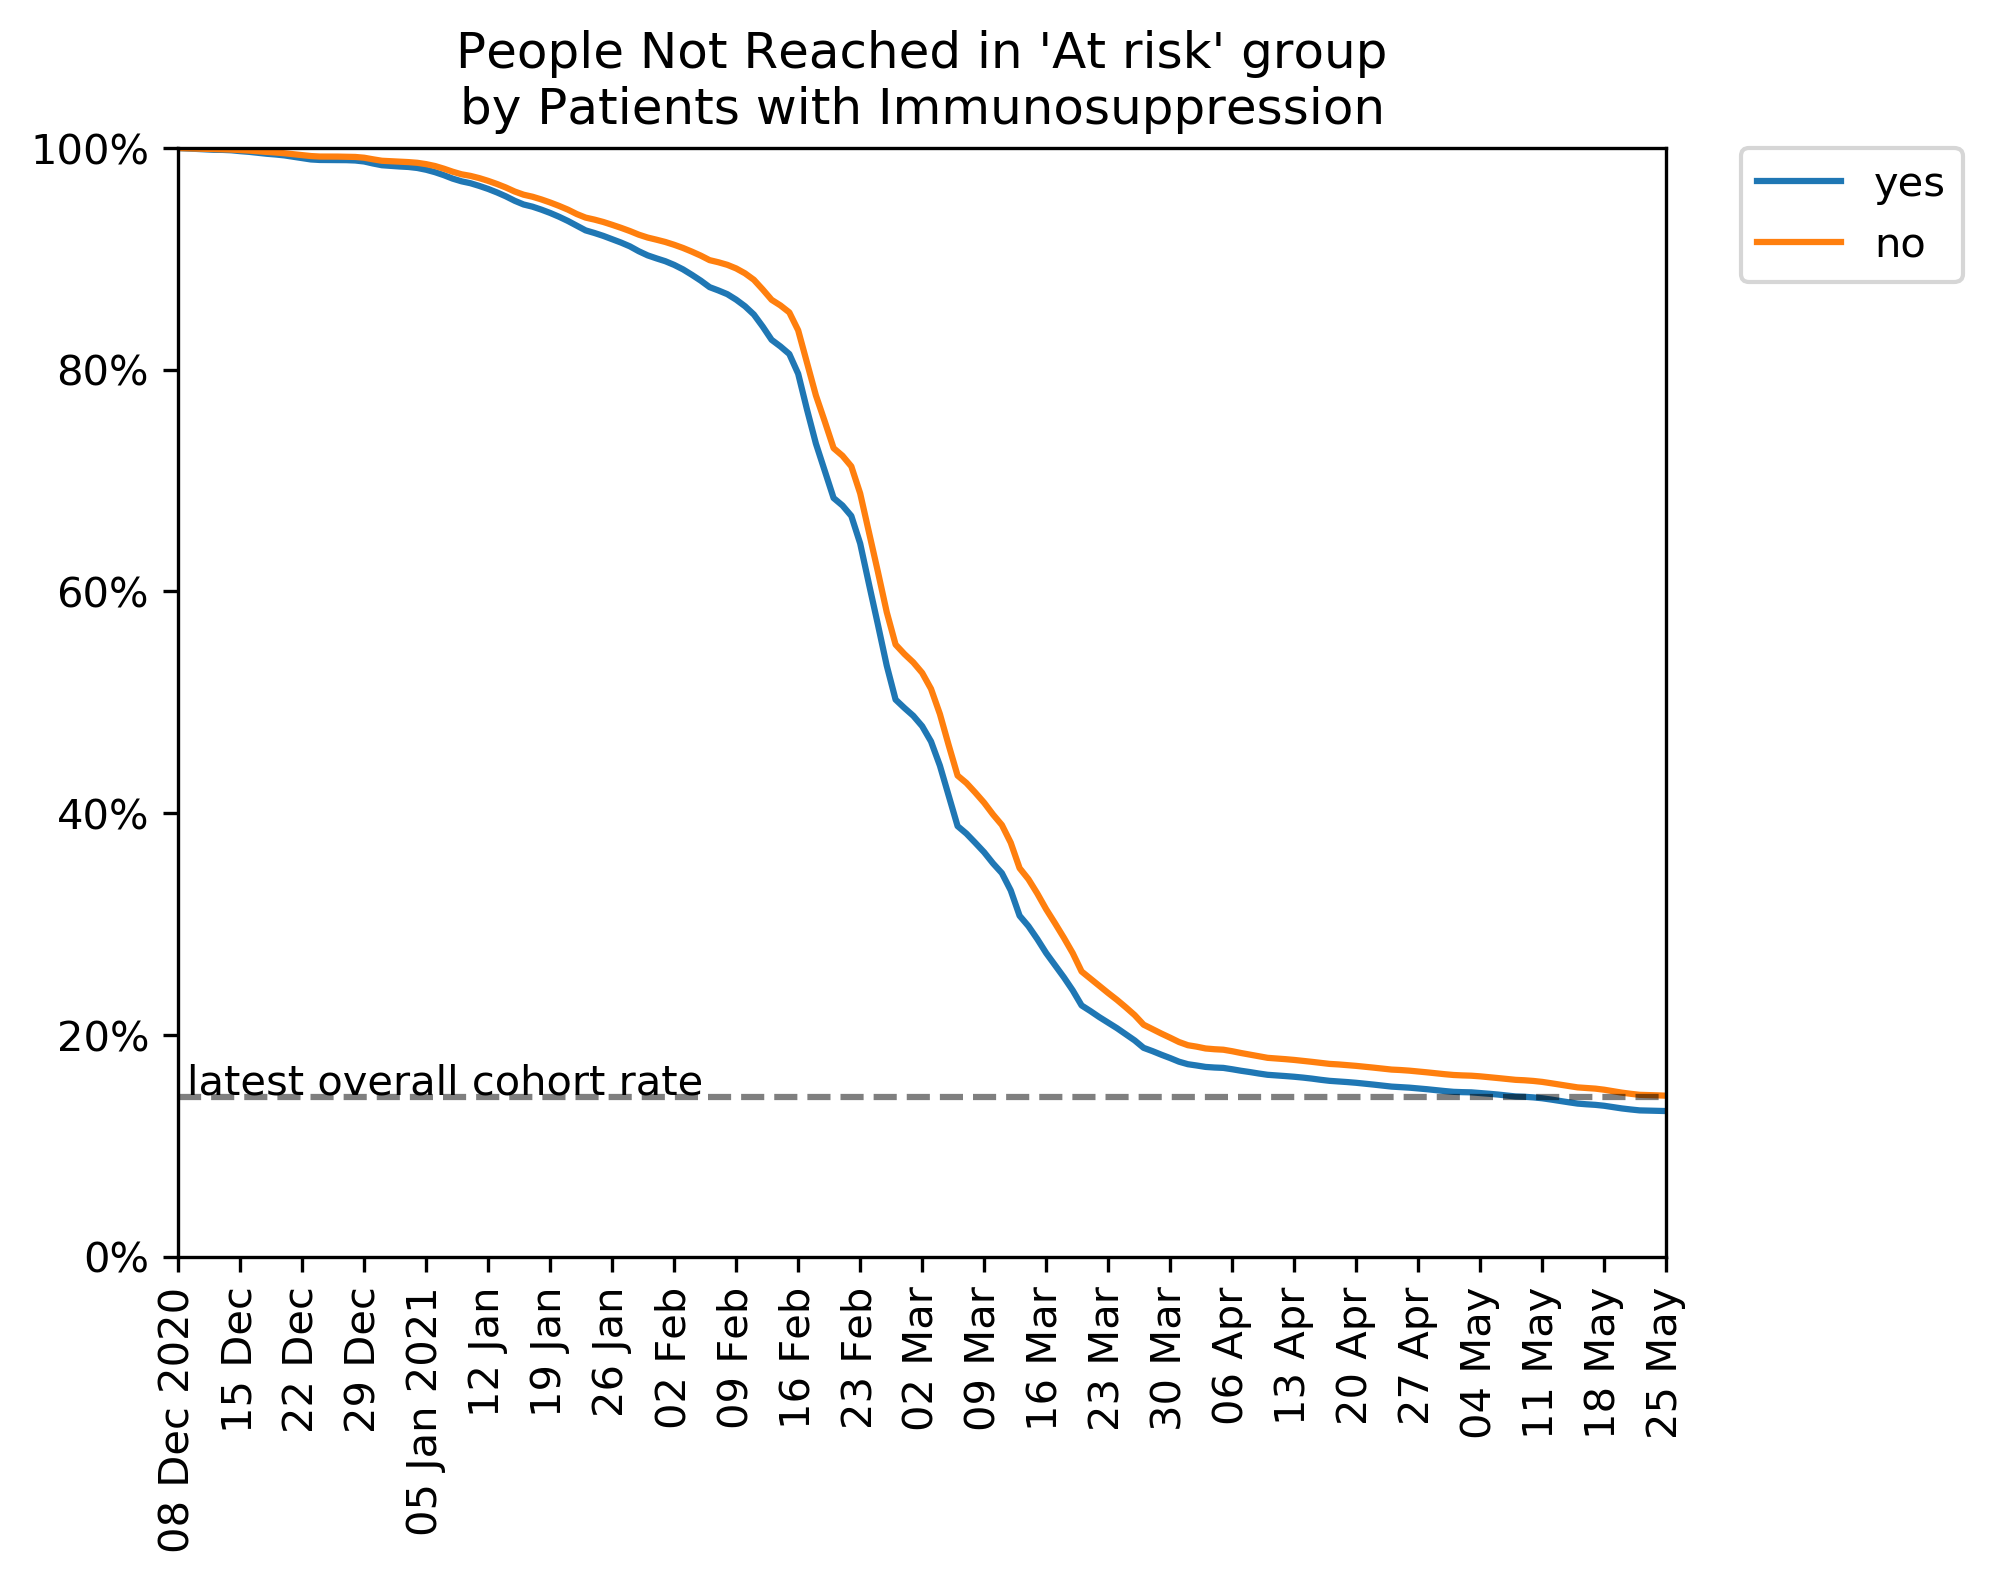 People Not Reached in 'At risk' group
by Patients with Immunosuppression
100%
80%
60%
40%
20%
0%
latest overall cohort rate
yes
no
08 Dec 2020
15 Dec
22 Dec
29 Dec
05 Jan 2021
12 Jan
19 Jan
26 Jan
02 Feb
09 Feb
16 Feb
23 Feb
02 Mar
09 Mar
16 Mar
23 Mar
30 Mar
06 Apr
13 Apr
20 Apr
27 Apr
04 May
11 May
18 May
25 May